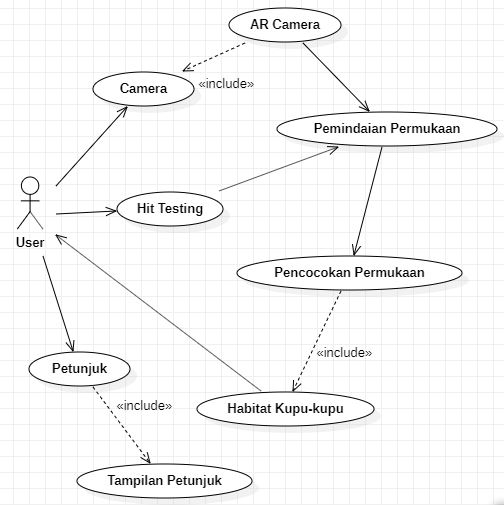 AR Camera
Camera
«include»
Pemindaian Permukaan
Hit Testing
User
Pencocokan Permukaan
«include»
Petunjuk
«include»
Habitat Kupu-kupu
Tampilan Petunjuk